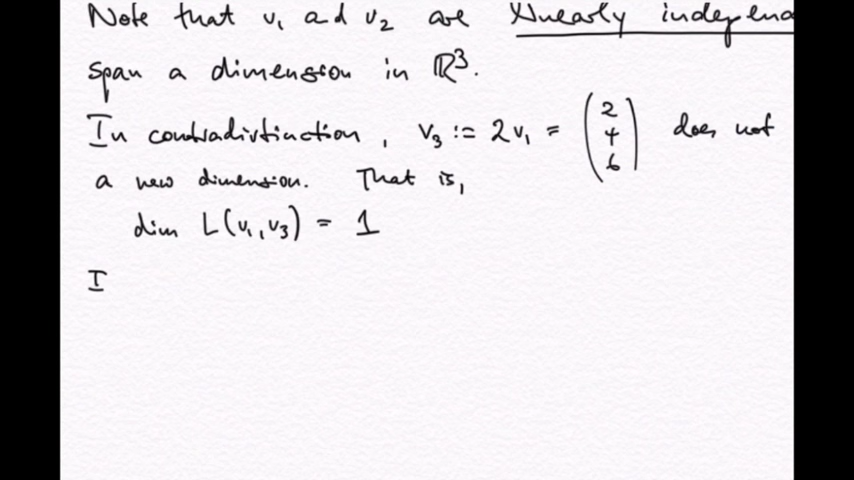 Note that v₁ and v₂ are linearly independ
span a dimension in ℝ³.
In contradistinction, v₃ := 2v₁ = (2 4 6) does not
a new dimension. That is,
dim L(v₁,v₃) = 1
I